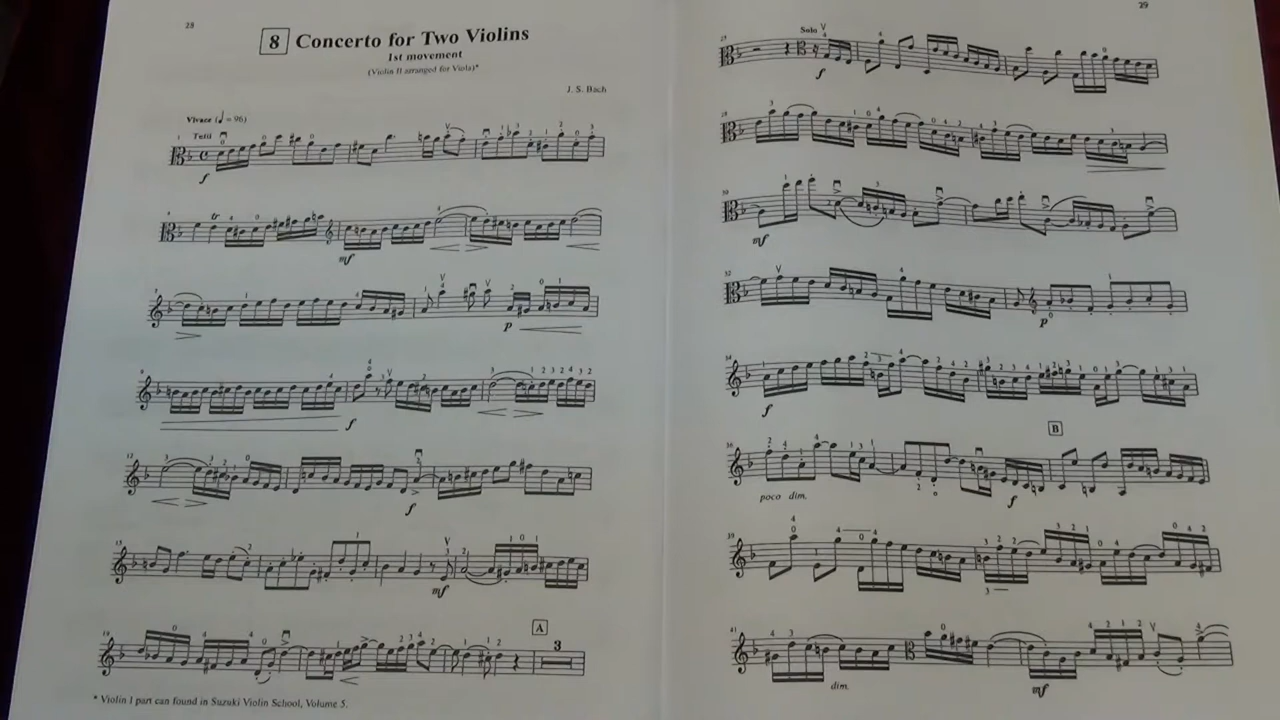 28
8 Concerto for Two Violins
1st movement
(Violin II arranged for Viola)*
J. S. Bach
Vivace (♩ = 96)
Tutti
f
mf
p
f
f
mf
A
3
* Violin I part can found in Suzuki Violin School, Volume 5.
29
Solo
f
mf
p
f
B
poco dim.
f
dim.
mf